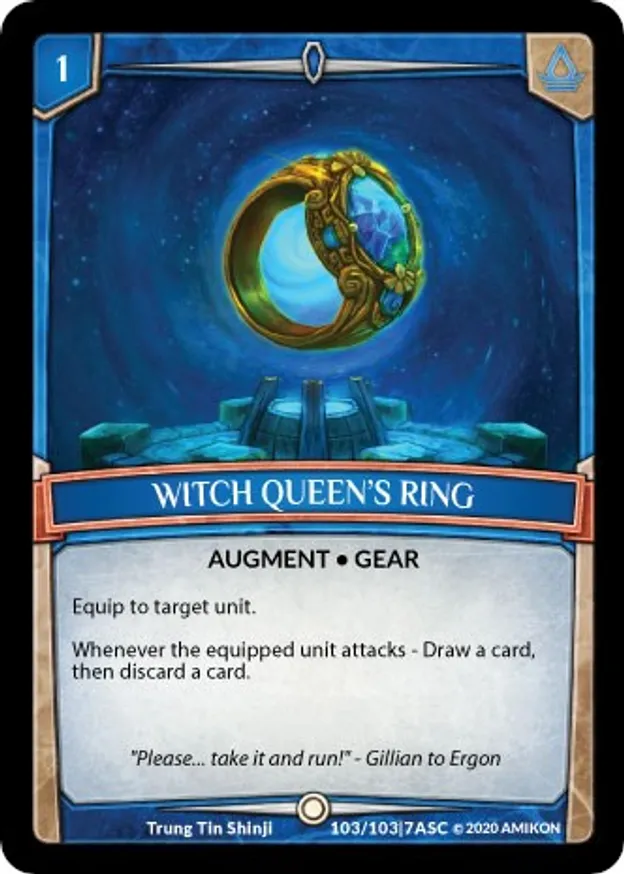 1
WITCH QUEEN'S RING
AUGMENT • GEAR
Equip to target unit.
Whenever the equipped unit attacks - Draw a card,
then discard a card.
"Please... take it and run!" - Gillian to Ergon
Trung Tin Shinji 103/103|7ASC © 2020 AMIKON